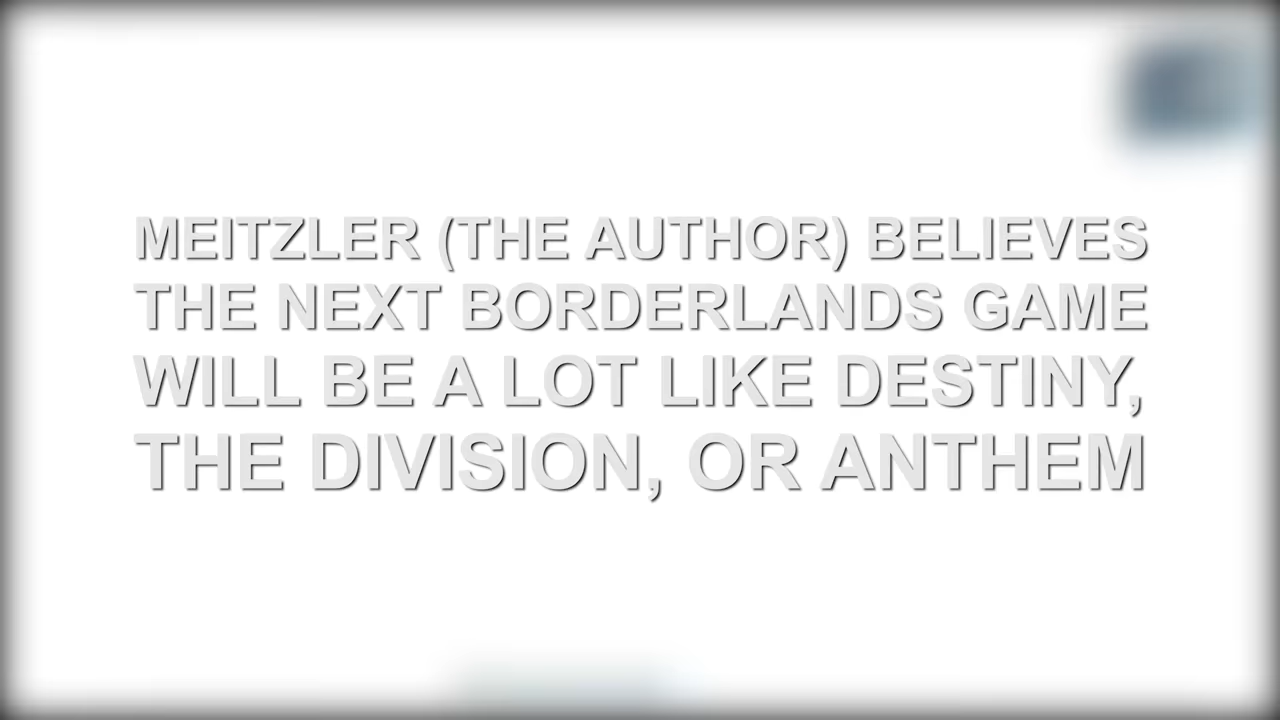 MEITZLER (THE AUTHOR) BELIEVES
THE NEXT BORDERLANDS GAME
WILL BE A LOT LIKE DESTINY,
THE DIVISION, OR ANTHEM